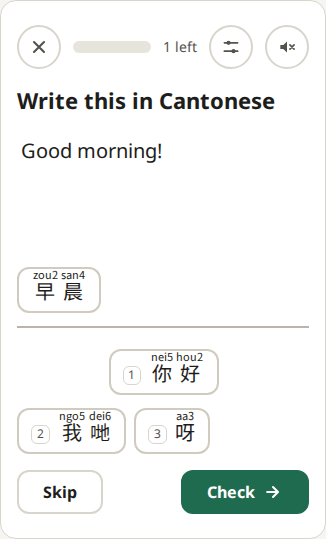 1 left
Write this in Cantonese
Good morning!
zou2 san4
早 晨
nei5 hou2
1 你 好
ngo5 dei6 aa3
2 我 哋 3 呀
Skip Check →